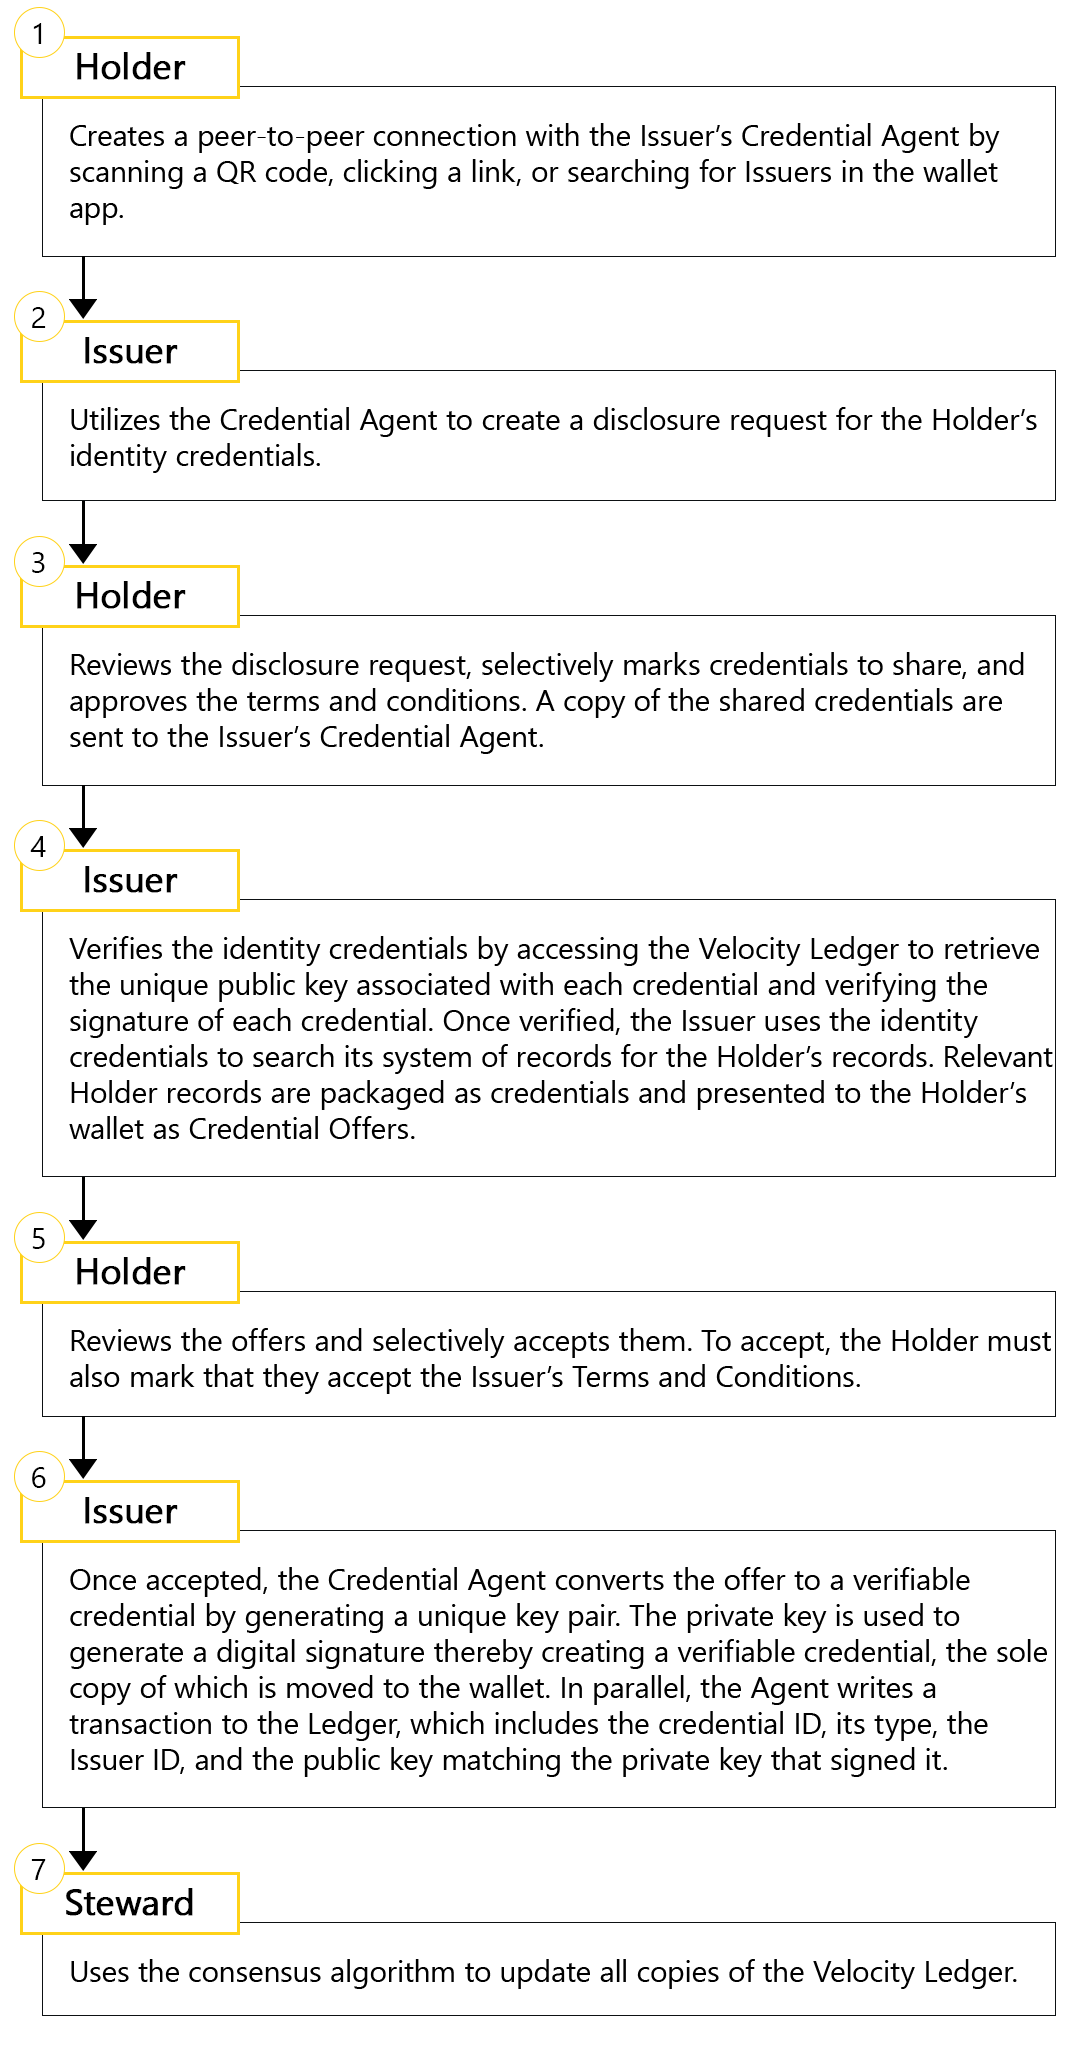 1
Holder
Creates a peer-to-peer connection with the Issuer’s Credential Agent by
scanning a QR code, clicking a link, or searching for Issuers in the wallet
app.
2
Issuer
Utilizes the Credential Agent to create a disclosure request for the Holder’s
identity credentials.
3
Holder
Reviews the disclosure request, selectively marks credentials to share, and
approves the terms and conditions. A copy of the shared credentials are
sent to the Issuer’s Credential Agent.
4
Issuer
Verifies the identity credentials by accessing the Velocity Ledger to retrieve
the unique public key associated with each credential and verifying the
signature of each credential. Once verified, the Issuer uses the identity
credentials to search its system of records for the Holder’s records. Relevant
Holder records are packaged as credentials and presented to the Holder’s
wallet as Credential Offers.
5
Holder
Reviews the offers and selectively accepts them. To accept, the Holder must
also mark that they accept the Issuer’s Terms and Conditions.
6
Issuer
Once accepted, the Credential Agent converts the offer to a verifiable
credential by generating a unique key pair. The private key is used to
generate a digital signature thereby creating a verifiable credential, the sole
copy of which is moved to the wallet. In parallel, the Agent writes a
transaction to the Ledger, which includes the credential ID, its type, the
Issuer ID, and the public key matching the private key that signed it.
7
Steward
Uses the consensus algorithm to update all copies of the Velocity Ledger.